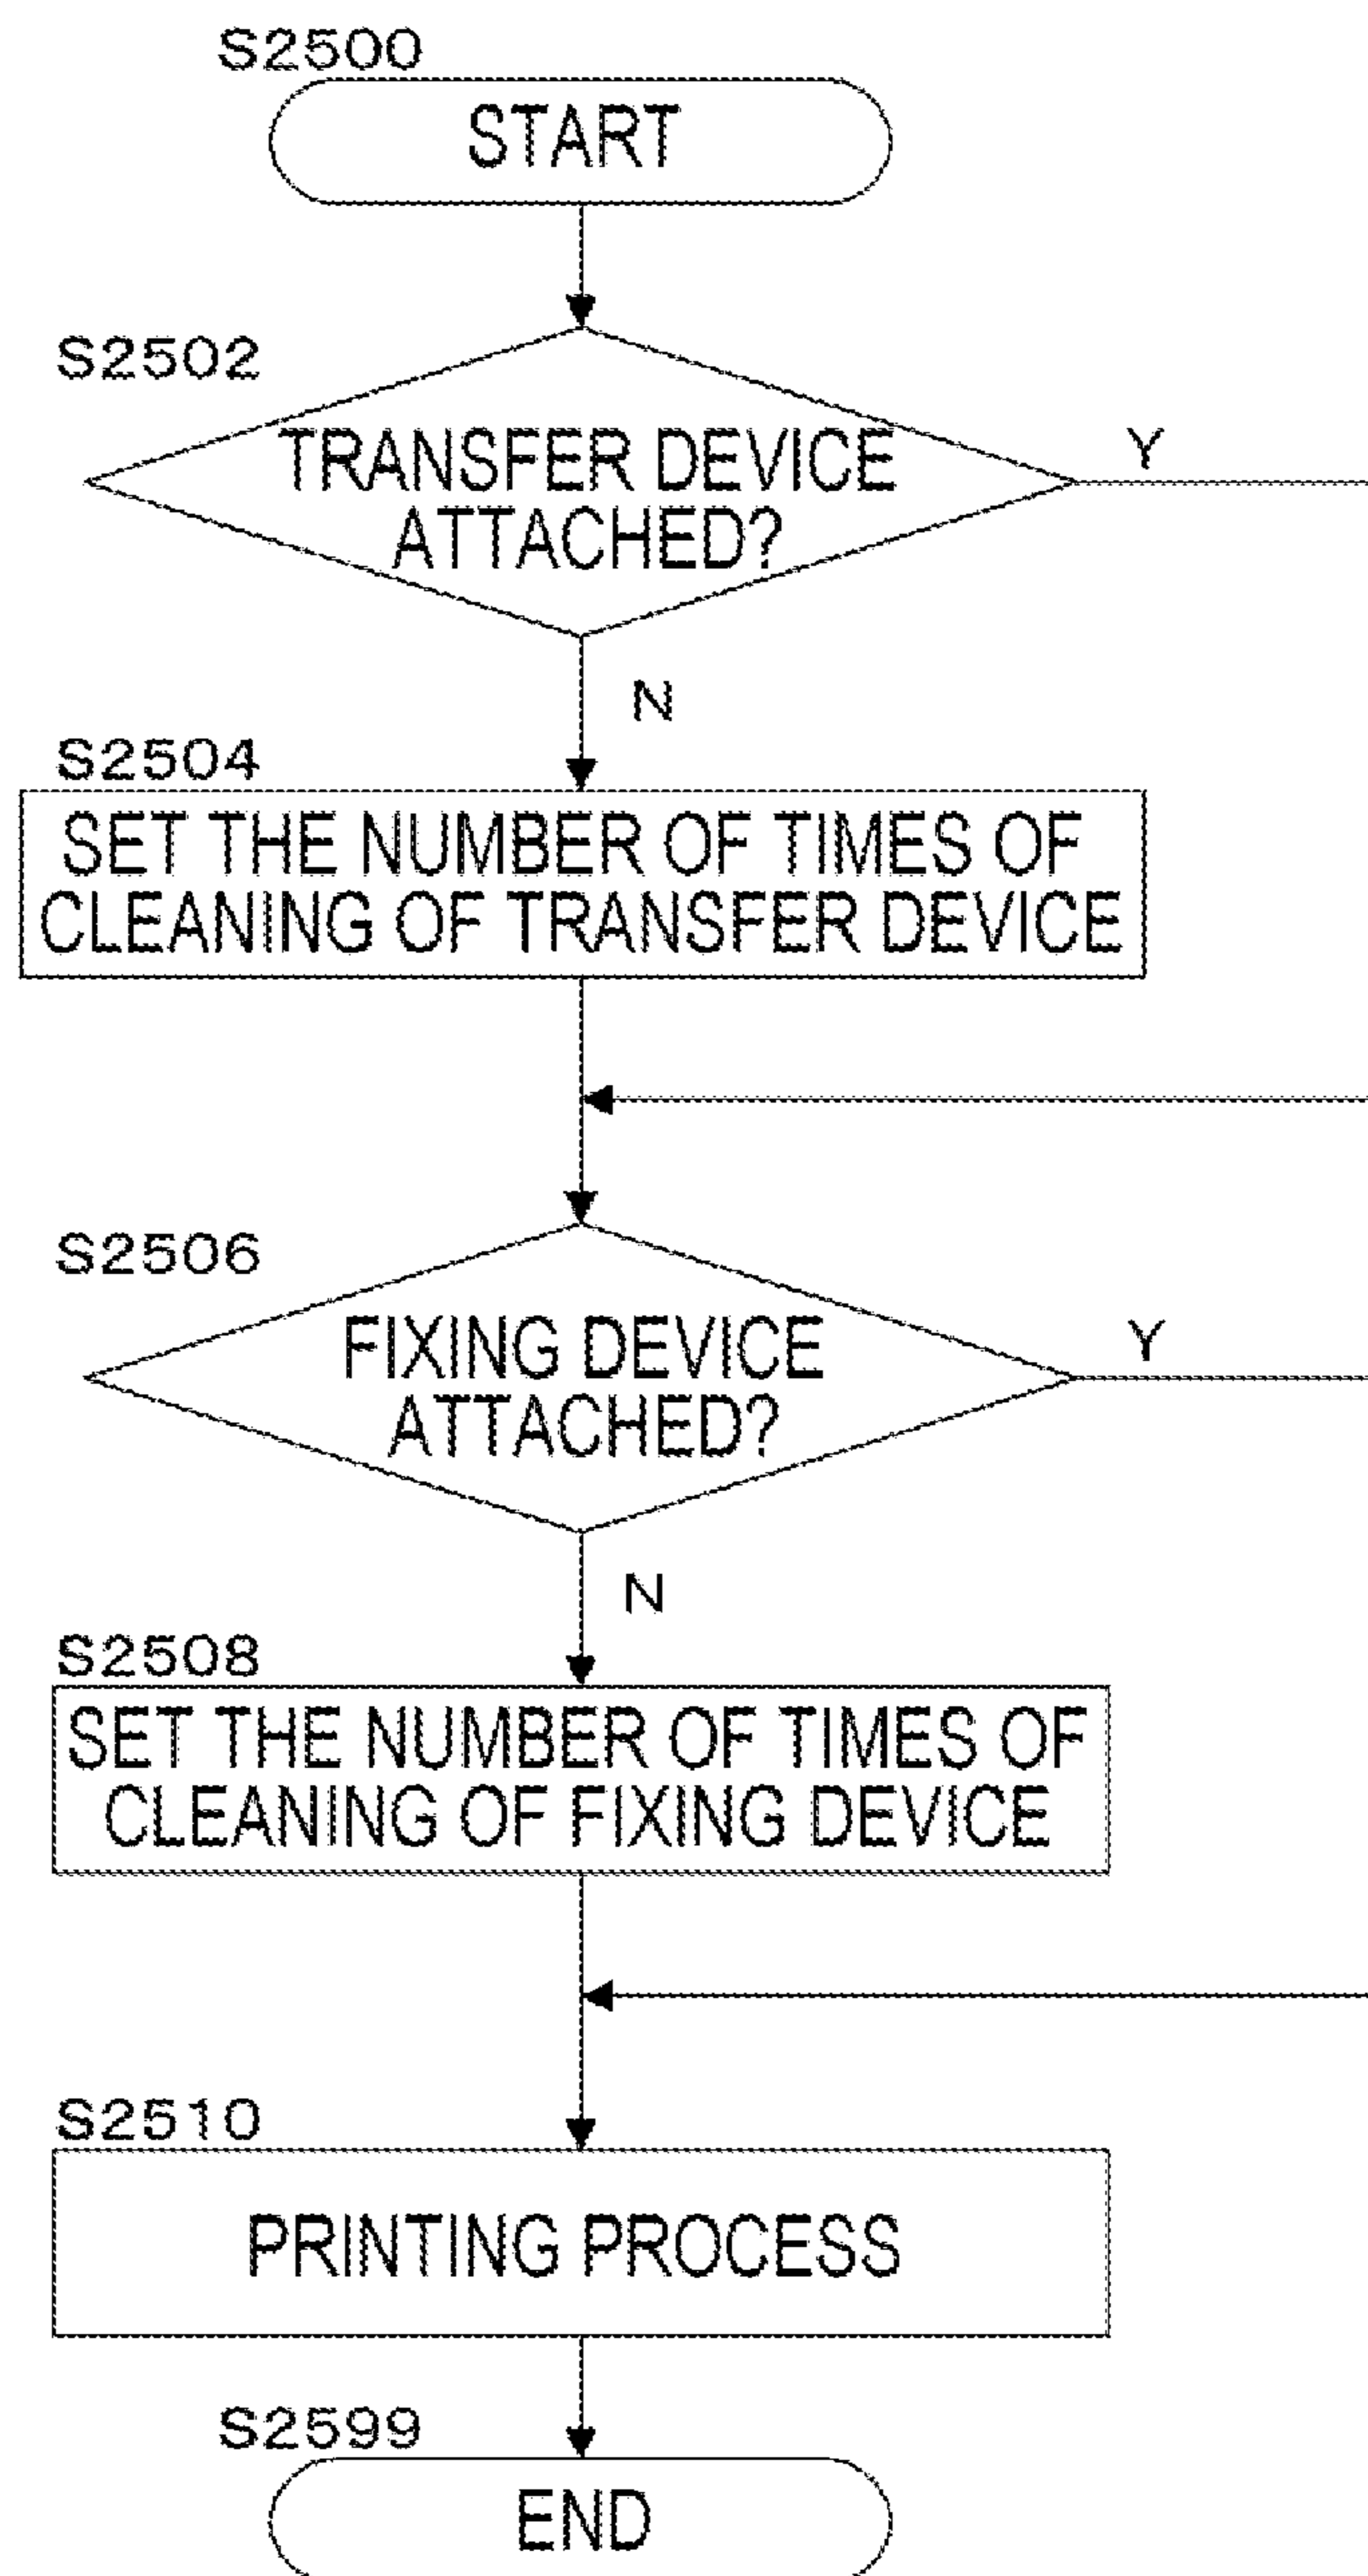 S2500
START
S2502
TRANSFER DEVICE
ATTACHED?
Y
N
S2504
SET THE NUMBER OF TIMES OF
CLEANING OF TRANSFER DEVICE
S2506
FIXING DEVICE
ATTACHED?
Y
N
S2508
SET THE NUMBER OF TIMES OF
CLEANING OF FIXING DEVICE
S2510
PRINTING PROCESS
S2599
END